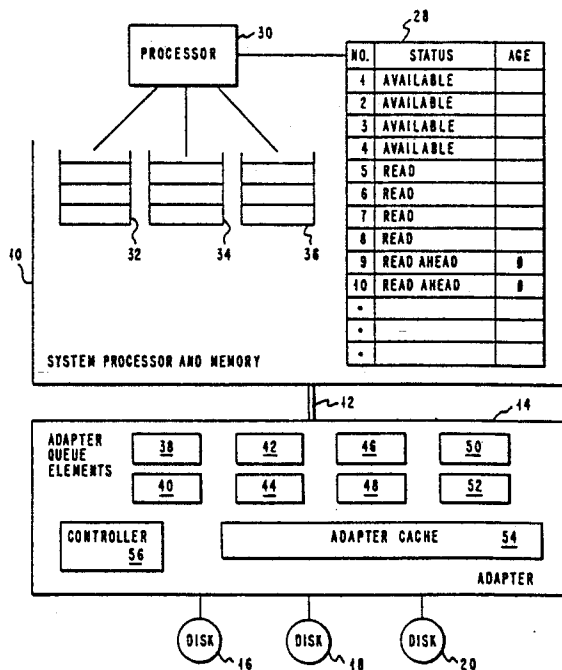 28
30
PROCESSOR
NO. STATUS AGE
1 AVAILABLE
2 AVAILABLE
3 AVAILABLE
4 AVAILABLE
5 READ
6 READ
7 READ
8 READ
9 READ AHEAD 0
10 READ AHEAD 0
32 34 36
10
SYSTEM PROCESSOR AND MEMORY
12 14
ADAPTER QUEUE ELEMENTS
38 42 46 50
40 44 48 52
CONTROLLER 56
ADAPTER CACHE 54
ADAPTER
DISK DISK DISK
16 18 20